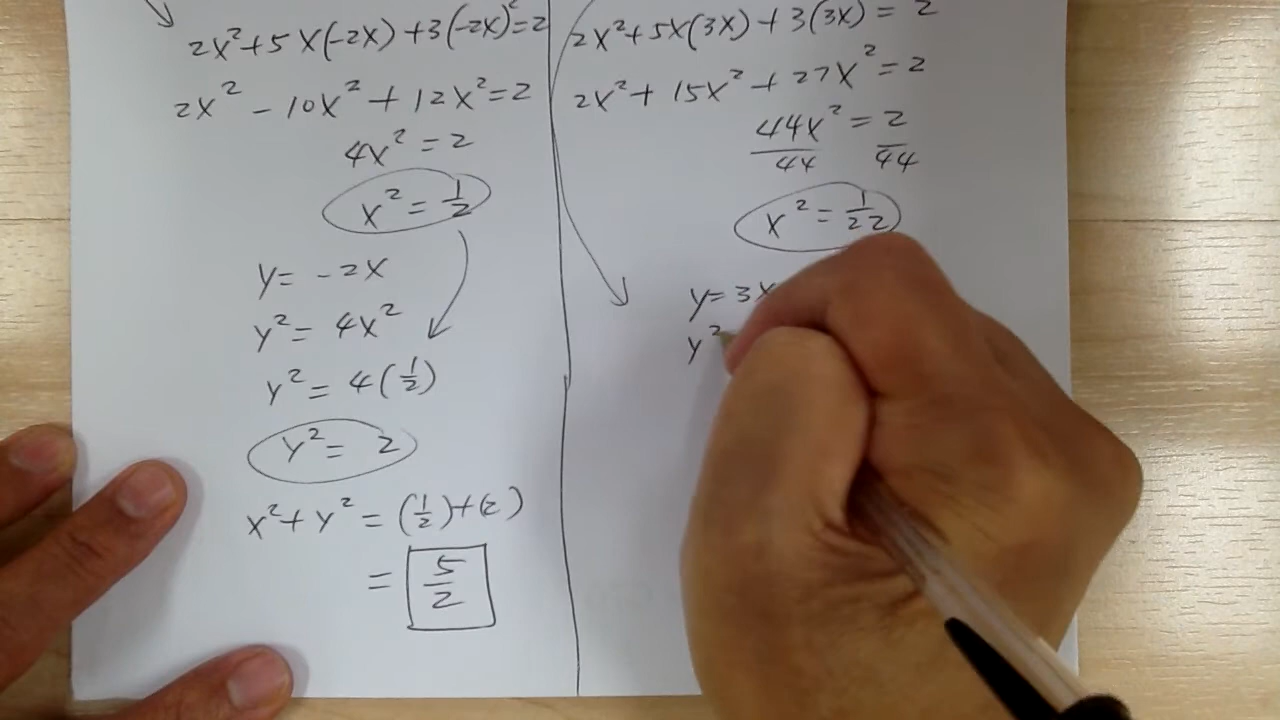 2x²+5x(-2x)+3(-2x)²=2
2x² - 10x² + 12x²=2
4x² = 2
x² = 1/2
y= -2x
y² = 4x²
y² = 4(1/2)
y² = 2
x²+y² = (1/2)+(2)
= 5/2
2x²+5x(3x)+3(3x) = 2
2x²+ 15x² + 27x² = 2
44x² = 2
44 44
x² = 1/22
y= 3x
y²